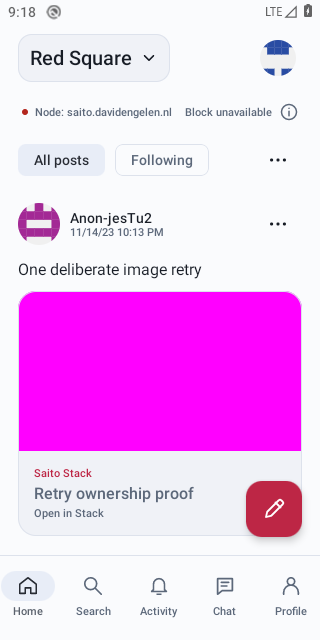 9:18
LTE
Red Square
Node: saito.davidengelen.nl Block unavailable
All posts Following
Anon-jesTu2
11/14/23 10:13 PM
One deliberate image retry
Saito Stack
Retry ownership proof
Open in Stack
Home Search Activity Chat Profile